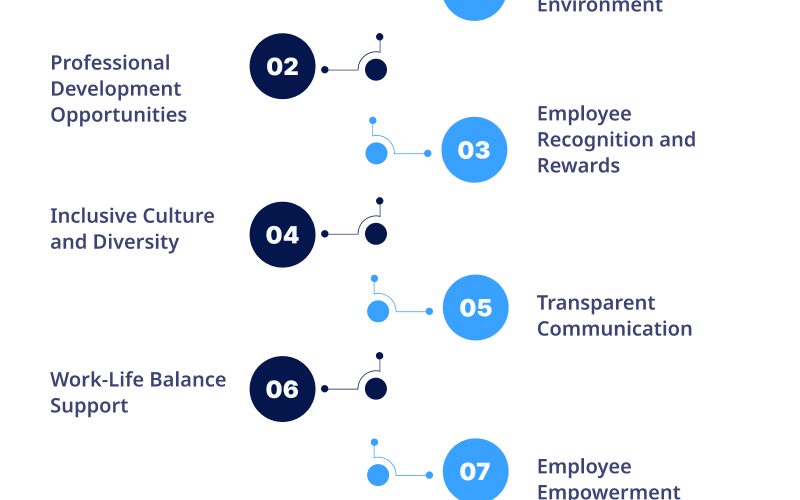 Environment
02
Professional
Development
Opportunities
03
Employee
Recognition and
Rewards
04
Inclusive Culture
and Diversity
05
Transparent
Communication
06
Work-Life Balance
Support
07
Employee
Empowerment